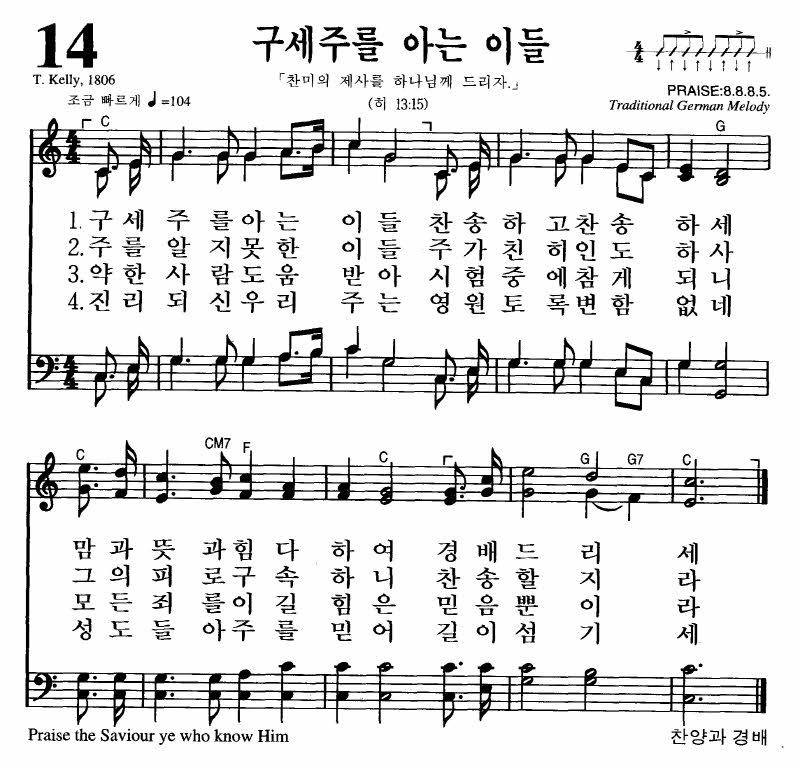 14
구세주를 아는 이들
T. Kelly, 1806
「찬미의 제사를 하나님께 드리자.」
PRAISE:8.8.8.5.
조금 빠르게 ♩=104
(히 13:15)
Traditional German Melody
C G
1. 구 세 주 를 아 는 이 들 찬 송 하 고 찬 송 하 세
2. 주 를 알 지 못 한 이 들 주 가 친 히 인 도 하 사
3. 약 한 사 람 도 움 받 아 시 험 중 에 참 게 되 니
4. 진 리 되 신 우 리 주 는 영 원 토 록 변 함 없 네
C CM7 F C G G7 C
맘 과 뜻 과 힘 다 하 여 경 배 드 리 세
그 의 피 로 구 속 하 니 찬 송 할 지 라
모 든 죄 를 이 길 힘 은 믿 음 뿐 이 라
성 도 들 아 주 를 믿 어 길 이 섬 기 세
Praise the Saviour ye who know Him
찬양과 경배